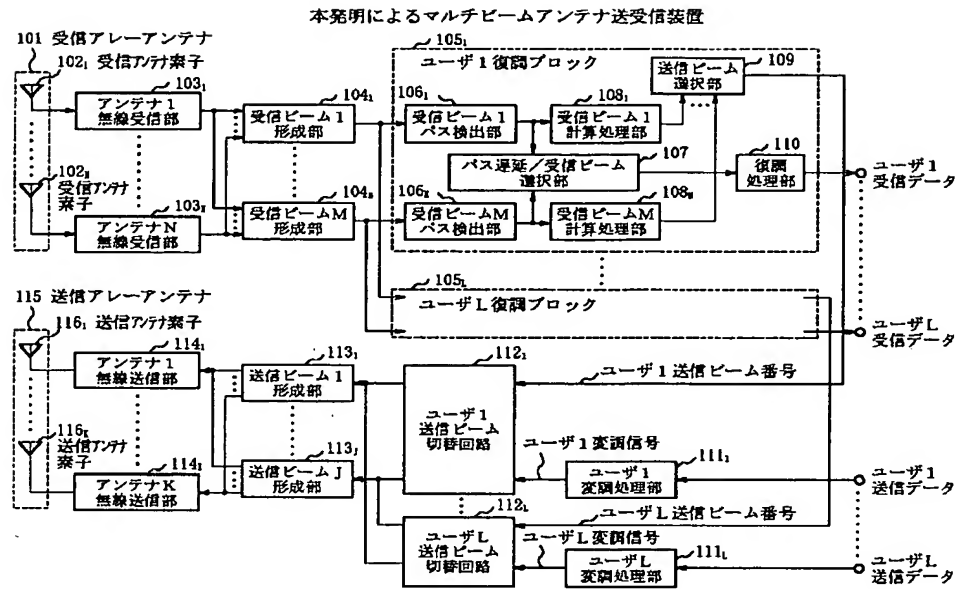 本発明によるマルチビームアンテナ送受信装置
101 受信アレーアンテナ
102₁ 受信アンテナ素子
103₁
アンテナ1
無線受信部
104₁
受信ビーム1
形成部
105₁
ユーザ1復調ブロック
106₁
受信ビーム1
パス検出部
108₁
受信ビーム1
計算処理部
送信ビーム
選択部
109
パス遅延/受信ビーム
選択部
107
110
復調
処理部
ユーザ1
受信データ
102N
受信アンテナ
素子
103N
アンテナN
無線受信部
104M
受信ビームM
形成部
106M
受信ビームM
パス検出部
108M
受信ビームM
計算処理部
105L
ユーザL復調ブロック
ユーザL
受信データ
115 送信アレーアンテナ
116₁ 送信アンテナ素子
114₁
アンテナ1
無線送信部
113₁
送信ビーム1
形成部
112₁
ユーザ1
送信ビーム
切替回路
ユーザ1送信ビーム番号
ユーザ1変調信号
111₁
ユーザ1
変調処理部
ユーザ1
送信データ
116K
送信アンテナ
素子
114K
アンテナK
無線送信部
113J
送信ビームJ
形成部
112L
ユーザL
送信ビーム
切替回路
ユーザL送信ビーム番号
ユーザL変調信号
111L
ユーザL
変調処理部
ユーザL
送信データ